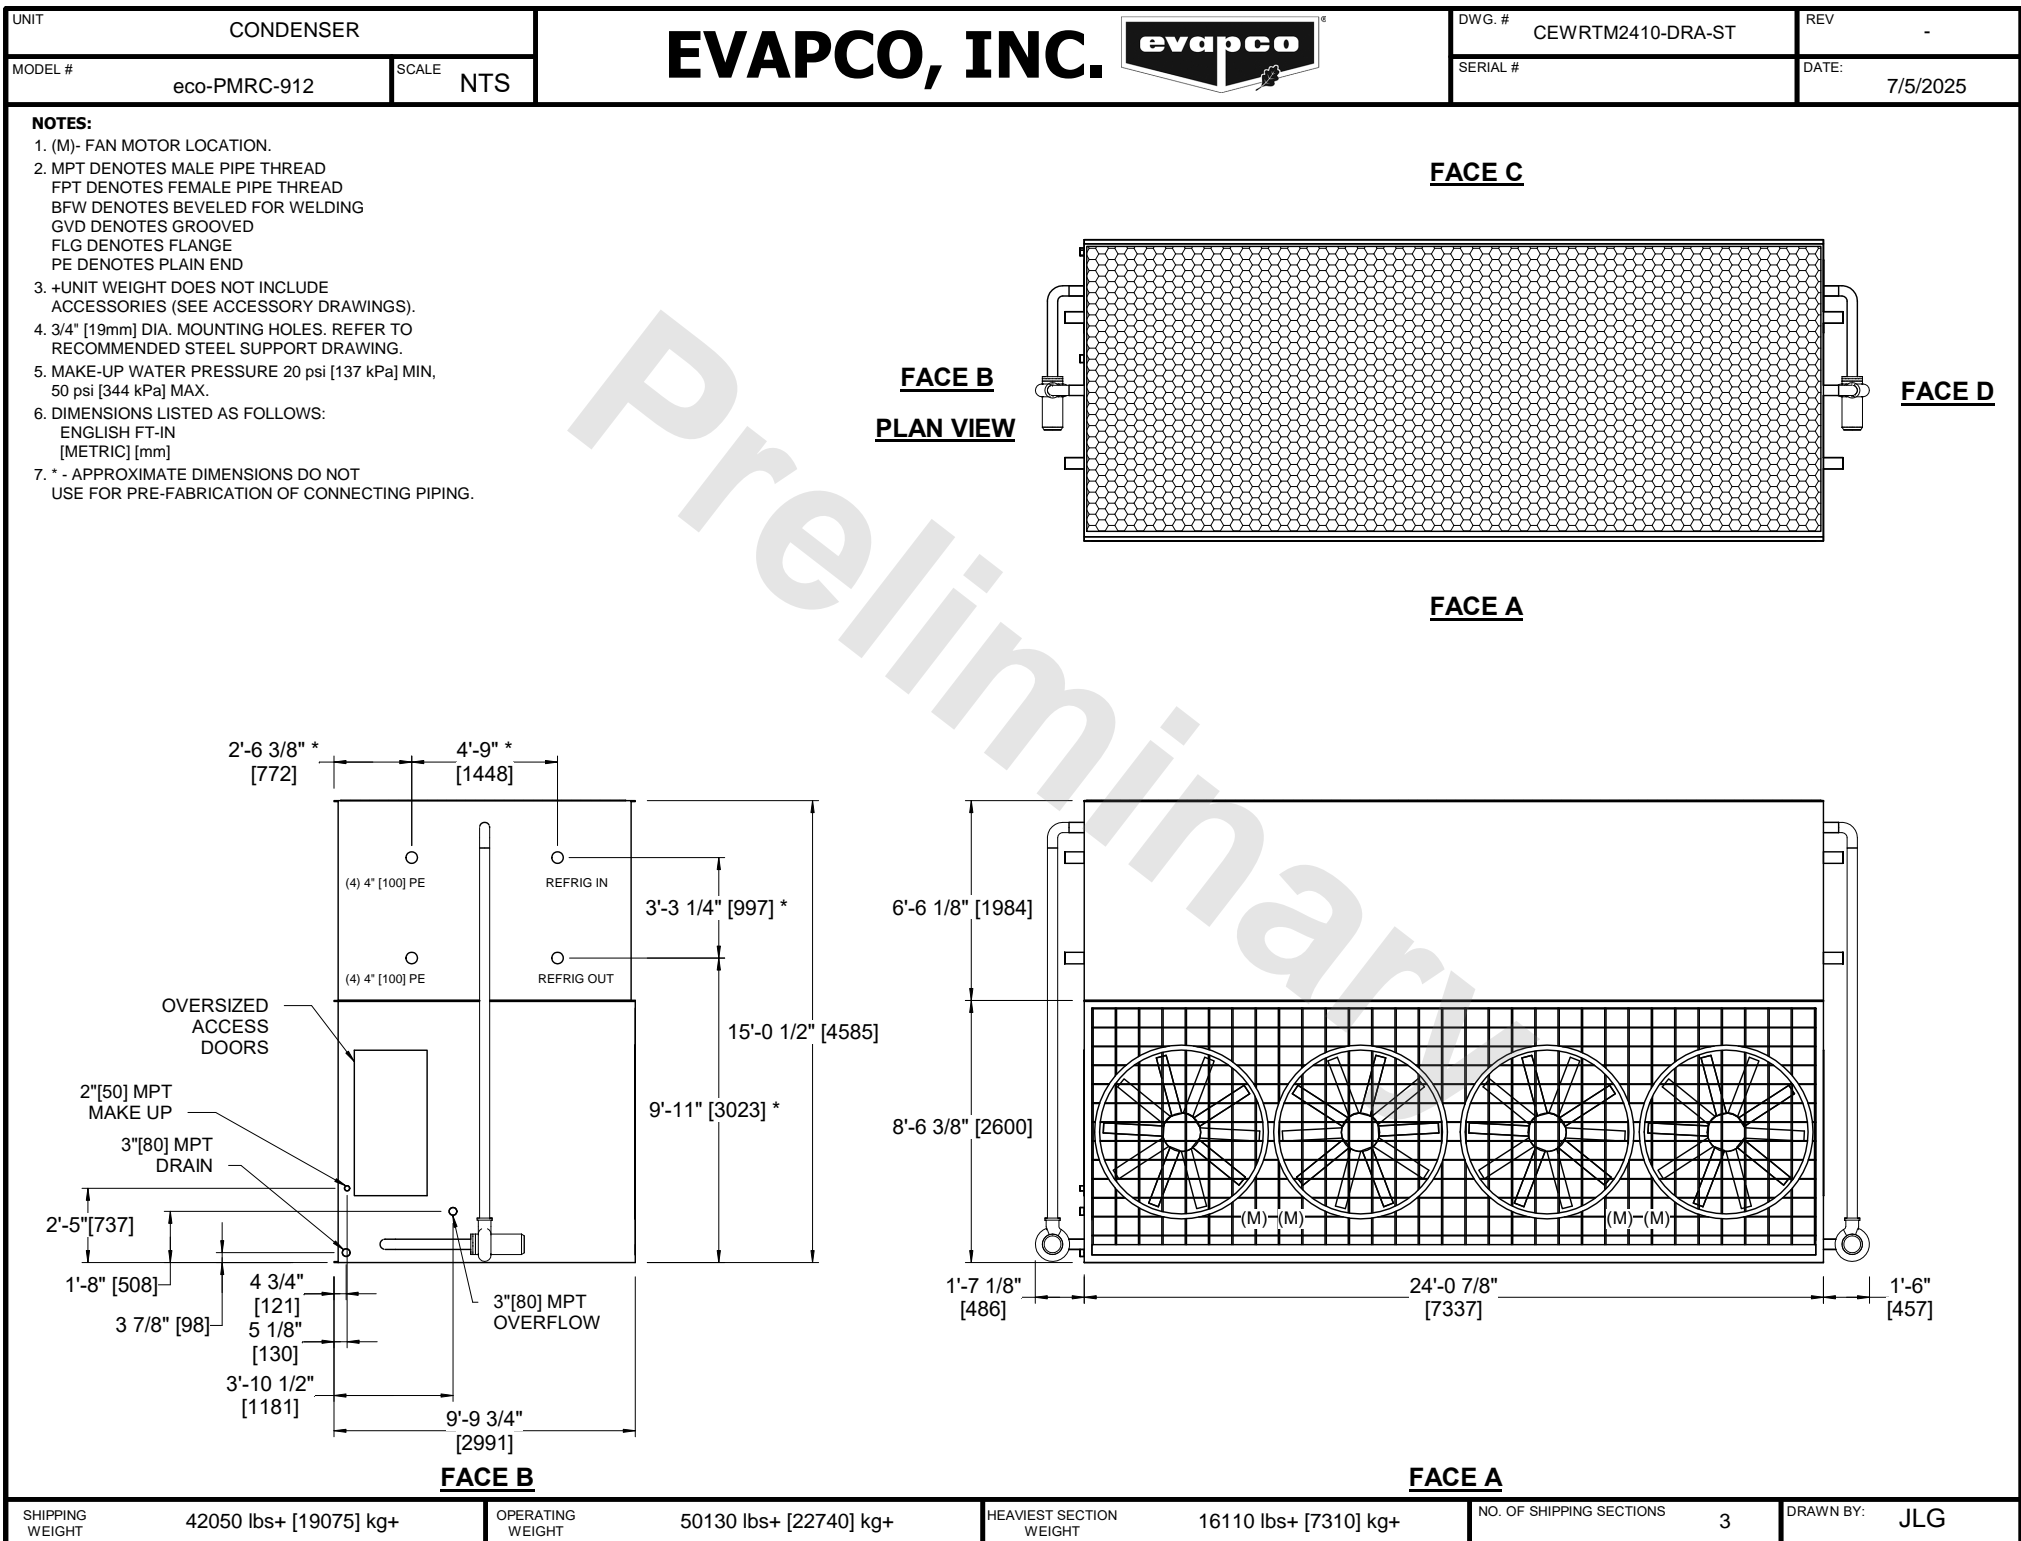 UNIT
CONDENSER
MODEL #
eco-PMRC-912
SCALE
NTS
EVAPCO, INC.
evapco
®
DWG. #
CEWRTM2410-DRA-ST
REV
-
SERIAL #
DATE:
7/5/2025
NOTES:
1. (M)- FAN MOTOR LOCATION.
2. MPT DENOTES MALE PIPE THREAD
FPT DENOTES FEMALE PIPE THREAD
BFW DENOTES BEVELED FOR WELDING
GVD DENOTES GROOVED
FLG DENOTES FLANGE
PE DENOTES PLAIN END
3. +UNIT WEIGHT DOES NOT INCLUDE
ACCESSORIES (SEE ACCESSORY DRAWINGS).
4. 3/4" [19mm] DIA. MOUNTING HOLES. REFER TO
RECOMMENDED STEEL SUPPORT DRAWING.
5. MAKE-UP WATER PRESSURE 20 psi [137 kPa] MIN,
50 psi [344 kPa] MAX.
6. DIMENSIONS LISTED AS FOLLOWS:
ENGLISH FT-IN
[METRIC] [mm]
7. * - APPROXIMATE DIMENSIONS DO NOT
USE FOR PRE-FABRICATION OF CONNECTING PIPING.
Preliminary
FACE C
FACE B
PLAN VIEW
FACE D
FACE A
2'-6 3/8" *
[772]
4'-9" *
[1448]
(4) 4" [100] PE
REFRIG IN
3'-3 1/4" [997] *
(4) 4" [100] PE
REFRIG OUT
OVERSIZED
ACCESS
DOORS
15'-0 1/2" [4585]
2"[50] MPT
MAKE UP
9'-11" [3023] *
3"[80] MPT
DRAIN
2'-5"[737]
1'-8" [508]
3 7/8" [98]
4 3/4"
[121]
5 1/8"
[130]
3"[80] MPT
OVERFLOW
3'-10 1/2"
[1181]
9'-9 3/4"
[2991]
FACE B
6'-6 1/8" [1984]
8'-6 3/8" [2600]
(M) (M)
(M) (M)
1'-7 1/8"
[486]
24'-0 7/8"
[7337]
1'-6"
[457]
FACE A
SHIPPING
WEIGHT
42050 lbs+ [19075] kg+
OPERATING
WEIGHT
50130 lbs+ [22740] kg+
HEAVIEST SECTION
WEIGHT
16110 lbs+ [7310] kg+
NO. OF SHIPPING SECTIONS
3
DRAWN BY:
JLG